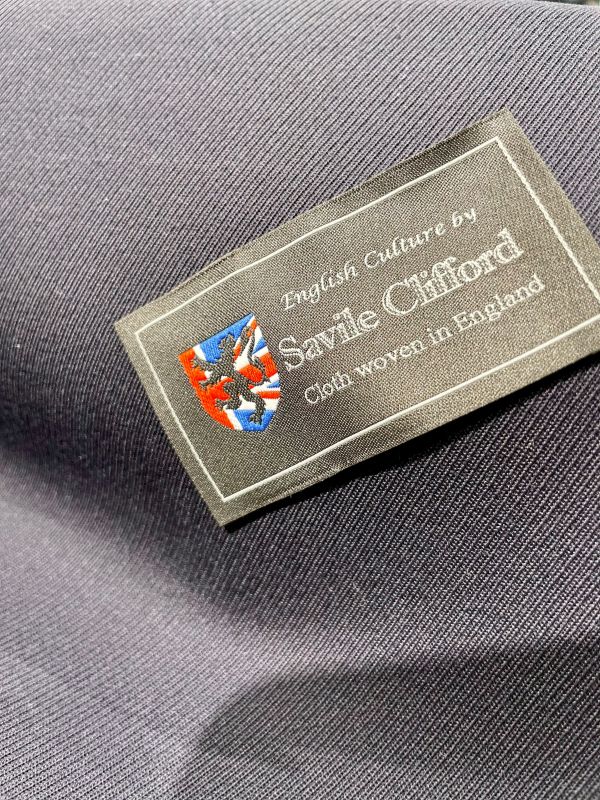 English Culture by
Savile Clifford
Cloth woven in England